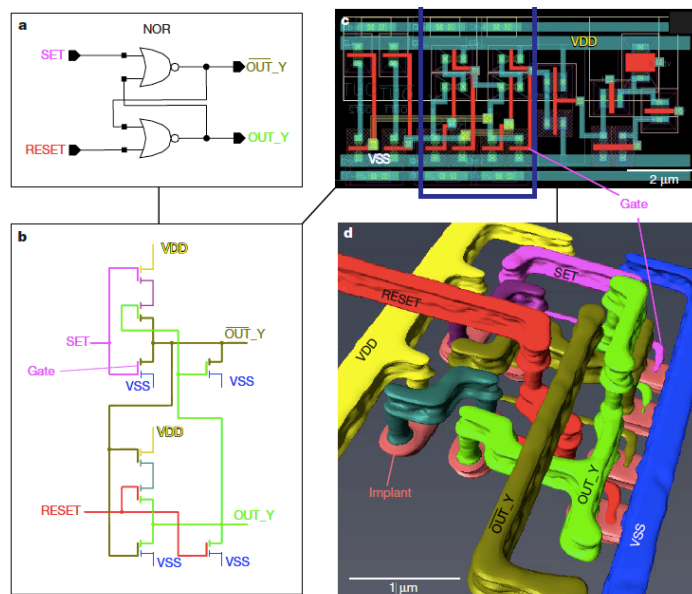 a
NOR
SET
OUT_Y
RESET
OUT_Y
b
VDD
SET
OUT_Y
Gate
VSS
VSS
VDD
RESET
OUT_Y
VSS
VSS
c
VDD
VSS
2 μm
Gate
d
SET
RESET
VDD
Implant
OUT_Y
OUT_Y
VSS
1 μm